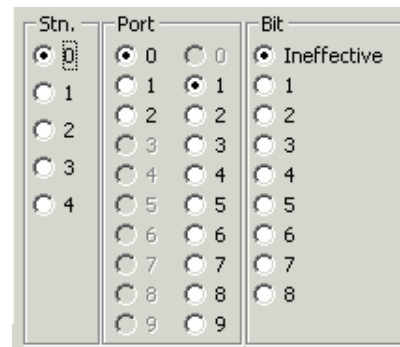 Stn. Port Bit
0 0 0 Ineffective
1 1 1 1
2 2 2 2
3 3 3 3
4 4 4 4
5 5 5
6 6 6
7 7 7
8 8 8
9 9